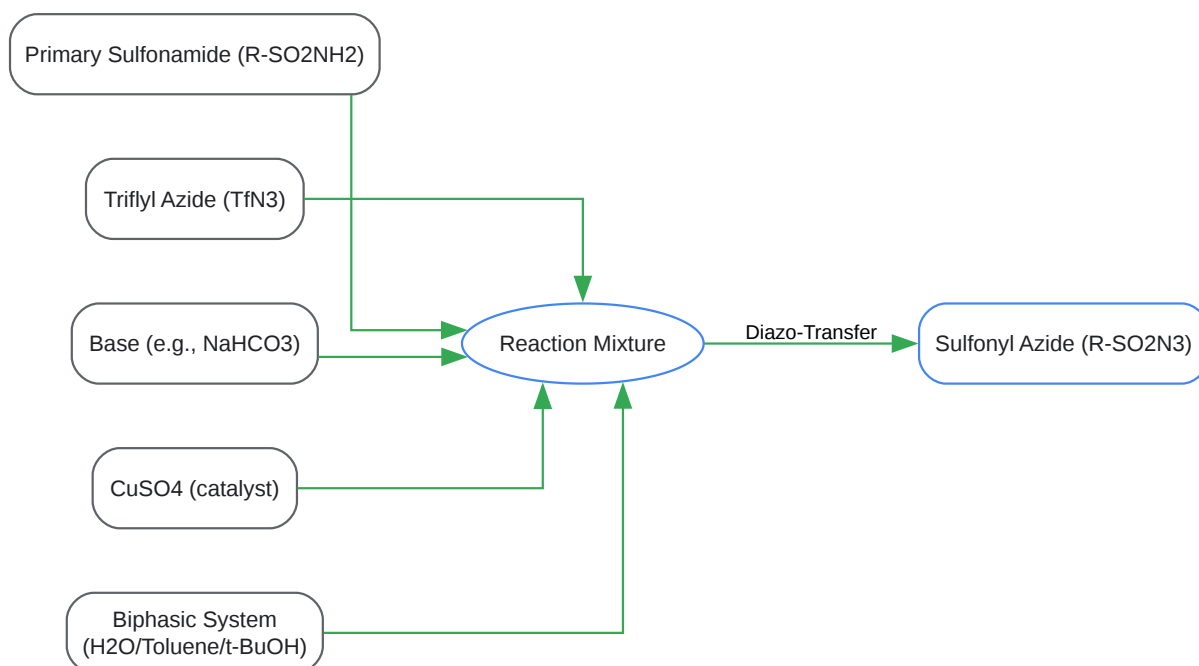 Primary Sulfonamide (R-SO2NH2)
Triflyl Azide (TfN3)
Base (e.g., NaHCO3)
Reaction Mixture
Diazo-Transfer
Sulfonyl Azide (R-SO2N3)
CuSO4 (catalyst)
Biphasic System
(H2O/Toluene/t-BuOH)